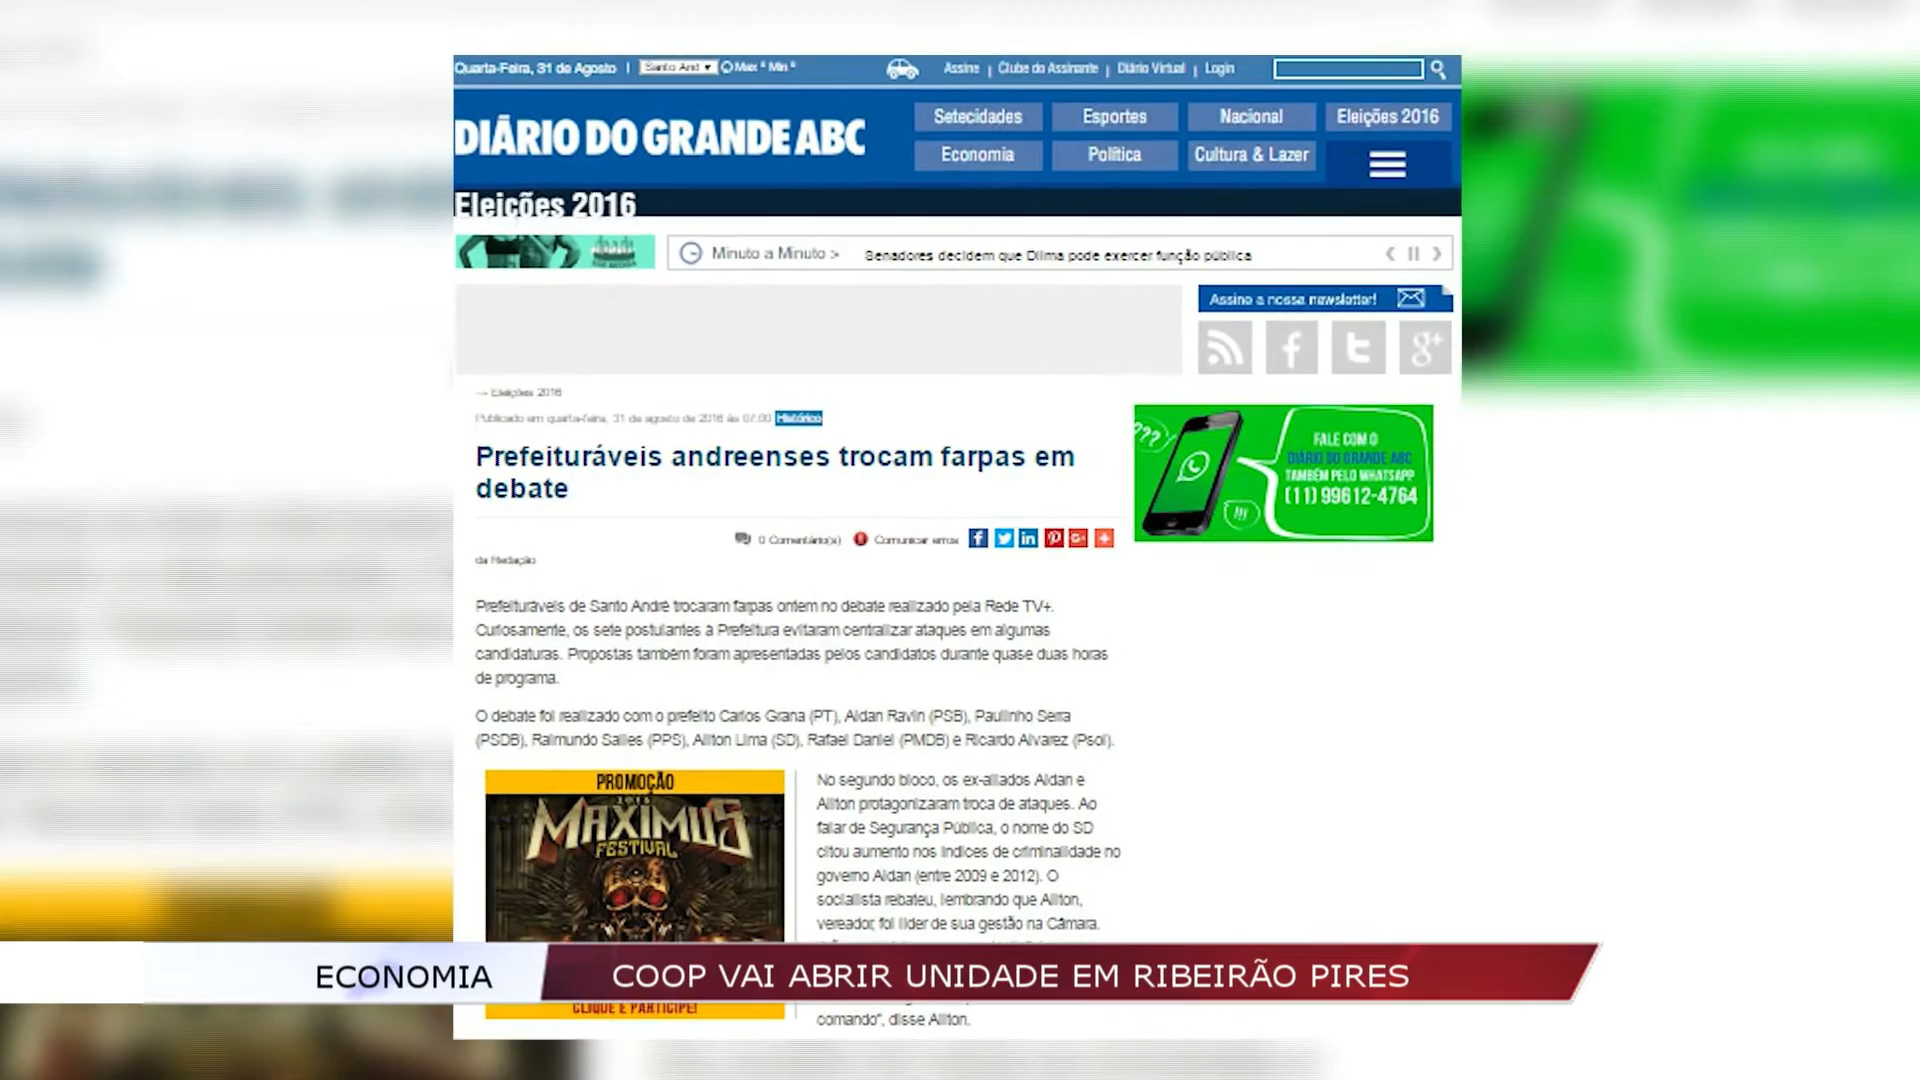 Quarta-Feira, 31 de Agosto | Santo And Max º Min º
Assine | Clube do Assinante | Diário Virtual | Login
DIÁRIO DO GRANDE ABC
Setecidades Esportes Nacional Eleições 2016
Economia Política Cultura & Lazer
Eleições 2016
Minuto a Minuto > Senadores decidem que Dilma pode exercer função pública
Assine a nossa newsletter!
→ Eleições 2016
Publicado em quarta-feira, 31 de agosto de 2016 às 07:00 Histórico
Prefeituráveis andreenses trocam farpas em
debate
0 Comentário(s) Comunicar erros
da Redação
???
FALE COM O
DIÁRIO DO GRANDE ABC
TAMBÉM PELO WHATSAPP
(11) 99612-4764
!!!
Prefeituráveis de Santo André trocaram farpas ontem no debate realizado pela Rede TV+.
Curiosamente, os sete postulantes à Prefeitura evitaram centralizar ataques em algumas
candidaturas. Propostas também foram apresentadas pelos candidatos durante quase duas horas
de programa.
O debate foi realizado com o prefeito Carlos Grana (PT), Aidan Ravin (PSB), Paulinho Serra
(PSDB), Raimundo Salles (PPS), Ailton Lima (SD), Rafael Daniel (PMDB) e Ricardo Alvarez (Psol).
PROMOÇÃO
2016
MAXIMUS
FESTIVAL
No segundo bloco, os ex-aliados Aidan e
Ailton protagonizaram troca de ataques. Ao
falar de Segurança Pública, o nome do SD
citou aumento nos índices de criminalidade no
governo Aidan (entre 2009 e 2012). O
socialista rebateu, lembrando que Ailton,
vereador, foi líder de sua gestão na Câmara.
ECONOMIA COOP VAI ABRIR UNIDADE EM RIBEIRÃO PIRES
CLIQUE E PARTICIPE!
comando", disse Ailton.